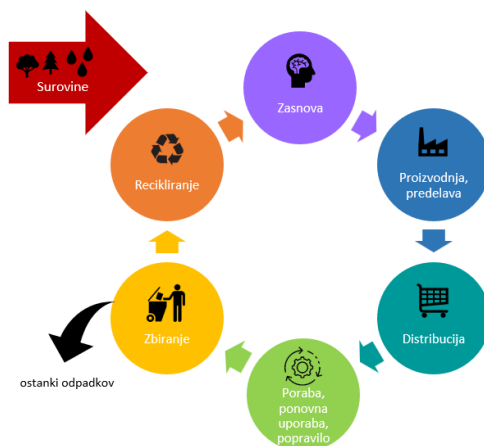 Surovine
Zasnova
Recikliranje
Proizvodnja,
predelava
Zbiranje
Distribucija
ostanki odpadkov
Poraba,
ponovna
uporaba,
popravilo